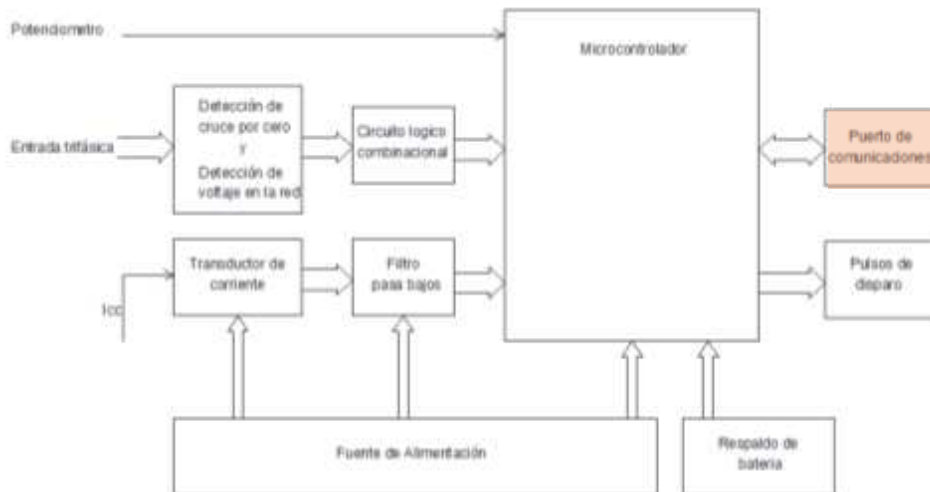 Potenciometro
Microcontrolador
Detección de
cruce por cero
y
Detección de
voltaje en la red
Circuito logico
combinacional
Puerto de
comunicaciones
Entrada trifásica
Transductor de
corriente
Filtro
pasa bajos
Pulsos de
disparo
Icc
Fuente de Alimentación
Respaldo de
bateria